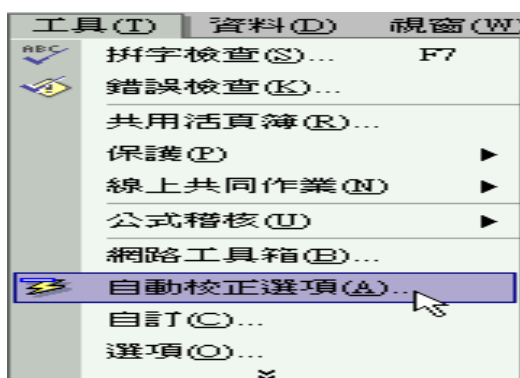 工具(T) 資料(D) 視窗(W
ABC 拼字檢查(S)... F7
錯誤檢查(K)...
共用活頁簿(R)...
保護(P)
線上共同作業(N)
公式稽核(U)
網路工具箱(B)...
自動校正選項(A)...
自訂(C)...
選項(O)...